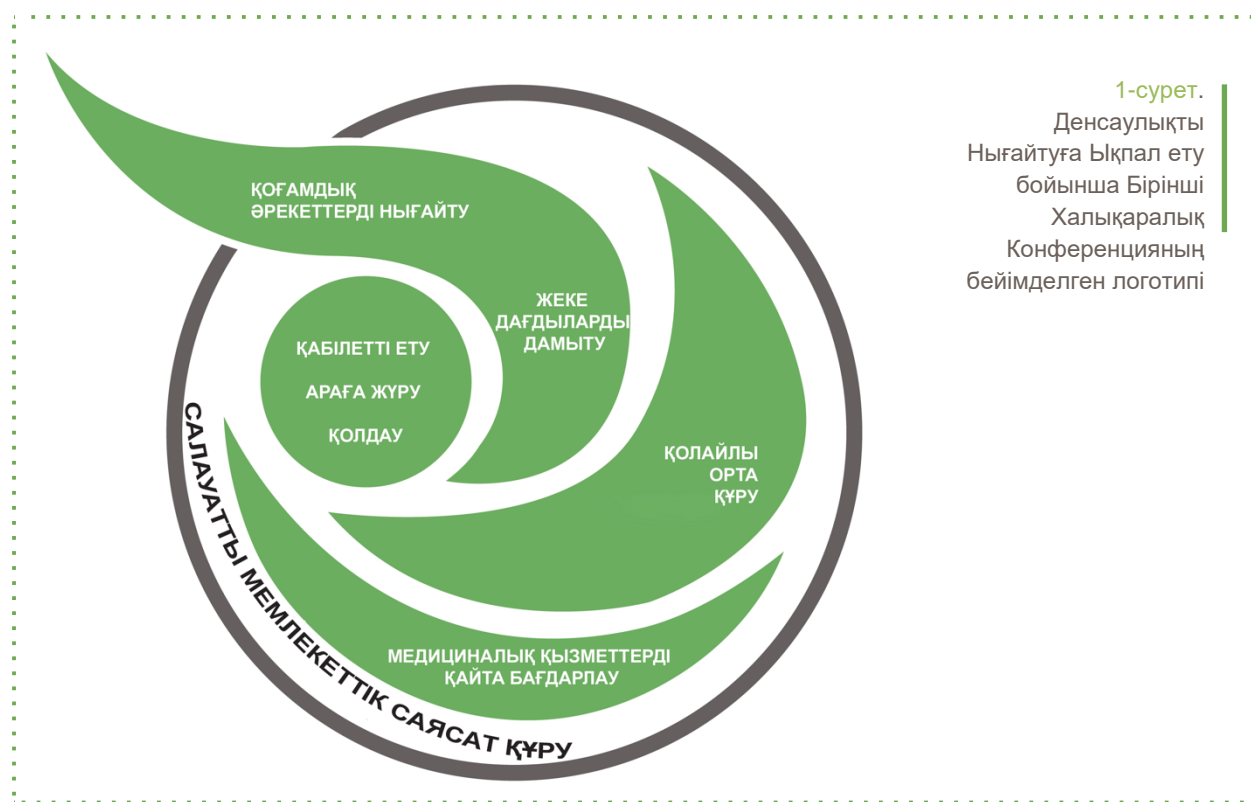 1-сурет.
Денсаулықты
Нығайтуға Ықпал ету
бойынша Бірінші
Халықаралық
Конференцияның
бейімделген логотипі
ҚОҒАМДЫҚ
ӘРЕКЕТТЕРДІ НЫҒАЙТУ
ЖЕКЕ
ДАҒДЫЛАРДЫ
ДАМЫТУ
ҚАБІЛЕТТІ ЕТУ
АРАҒА ЖҮРУ
ҚОЛДАУ
ҚОЛАЙЛЫ
ОРТА
ҚҰРУ
МЕДИЦИНАЛЫҚ ҚЫЗМЕТТЕРДІ
ҚАЙТА БАҒДАРЛАУ
САЛАУАТТЫ МЕМЛЕКЕТТІК САЯСАТ ҚҰРУ